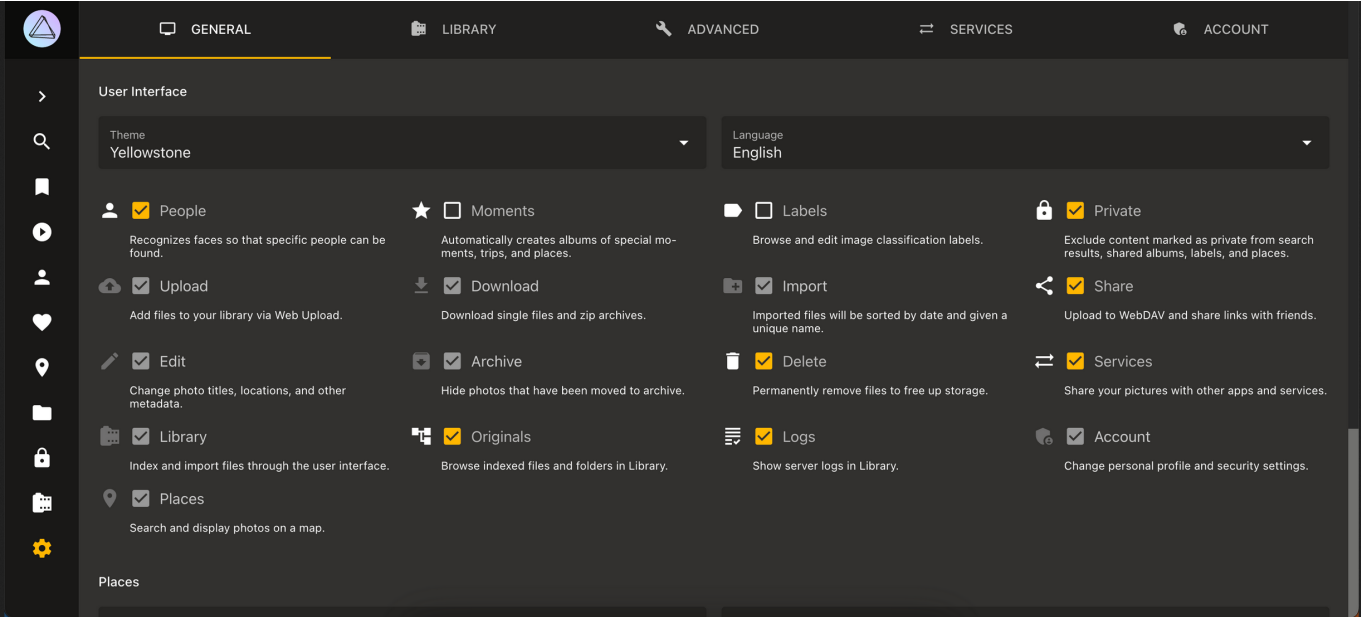 GENERAL
LIBRARY
ADVANCED
SERVICES
ACCOUNT
User Interface
Theme
Yellowstone
Language
English
People
Recognizes faces so that specific people can be
found.
Moments
Automatically creates albums of special mo-
ments, trips, and places.
Labels
Browse and edit image classification labels.
Private
Exclude content marked as private from search
results, shared albums, labels, and places.
Upload
Add files to your library via Web Upload.
Download
Download single files and zip archives.
Import
Imported files will be sorted by date and given a
unique name.
Share
Upload to WebDAV and share links with friends.
Edit
Change photo titles, locations, and other
metadata.
Archive
Hide photos that have been moved to archive.
Delete
Permanently remove files to free up storage.
Services
Share your pictures with other apps and services.
Library
Index and import files through the user interface.
Originals
Browse indexed files and folders in Library.
Logs
Show server logs in Library.
Account
Change personal profile and security settings.
Places
Search and display photos on a map.
Places